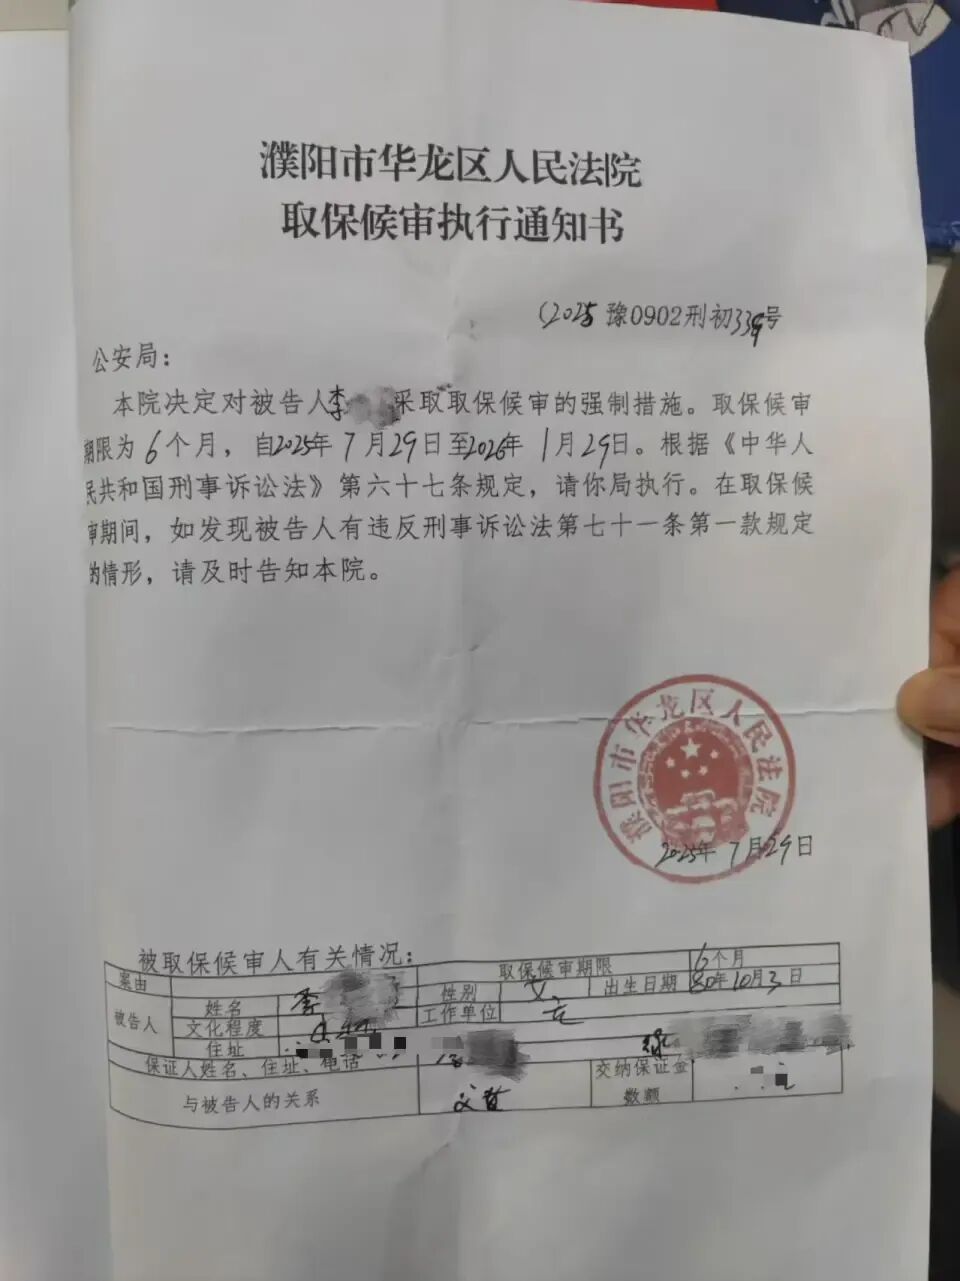 濮阳市华龙区人民法院
取保候审执行通知书
（2025 豫0902刑初339号
公安局：
本院决定对被告人李 采取取保候审的强制措施。取保候审
期限为6个月，自2025年7月29日至2026年1月29日。根据《中华人
民共和国刑事诉讼法》第六十七条规定，请你局执行。在取保候
审期间，如发现被告人有违反刑事诉讼法第七十一条第一款规定
的情形，请及时告知本院。
濮阳市华龙区人民法院
2025年7月29日
被取保候审人有关情况：
案由 取保候审期限 6个月
被告人 姓名 李 性别 女 出生日期 80年10月3日
文化程度 工作单位 无
住址
保证人姓名、住址、电话 交纳保证金
与被告人的关系 数额